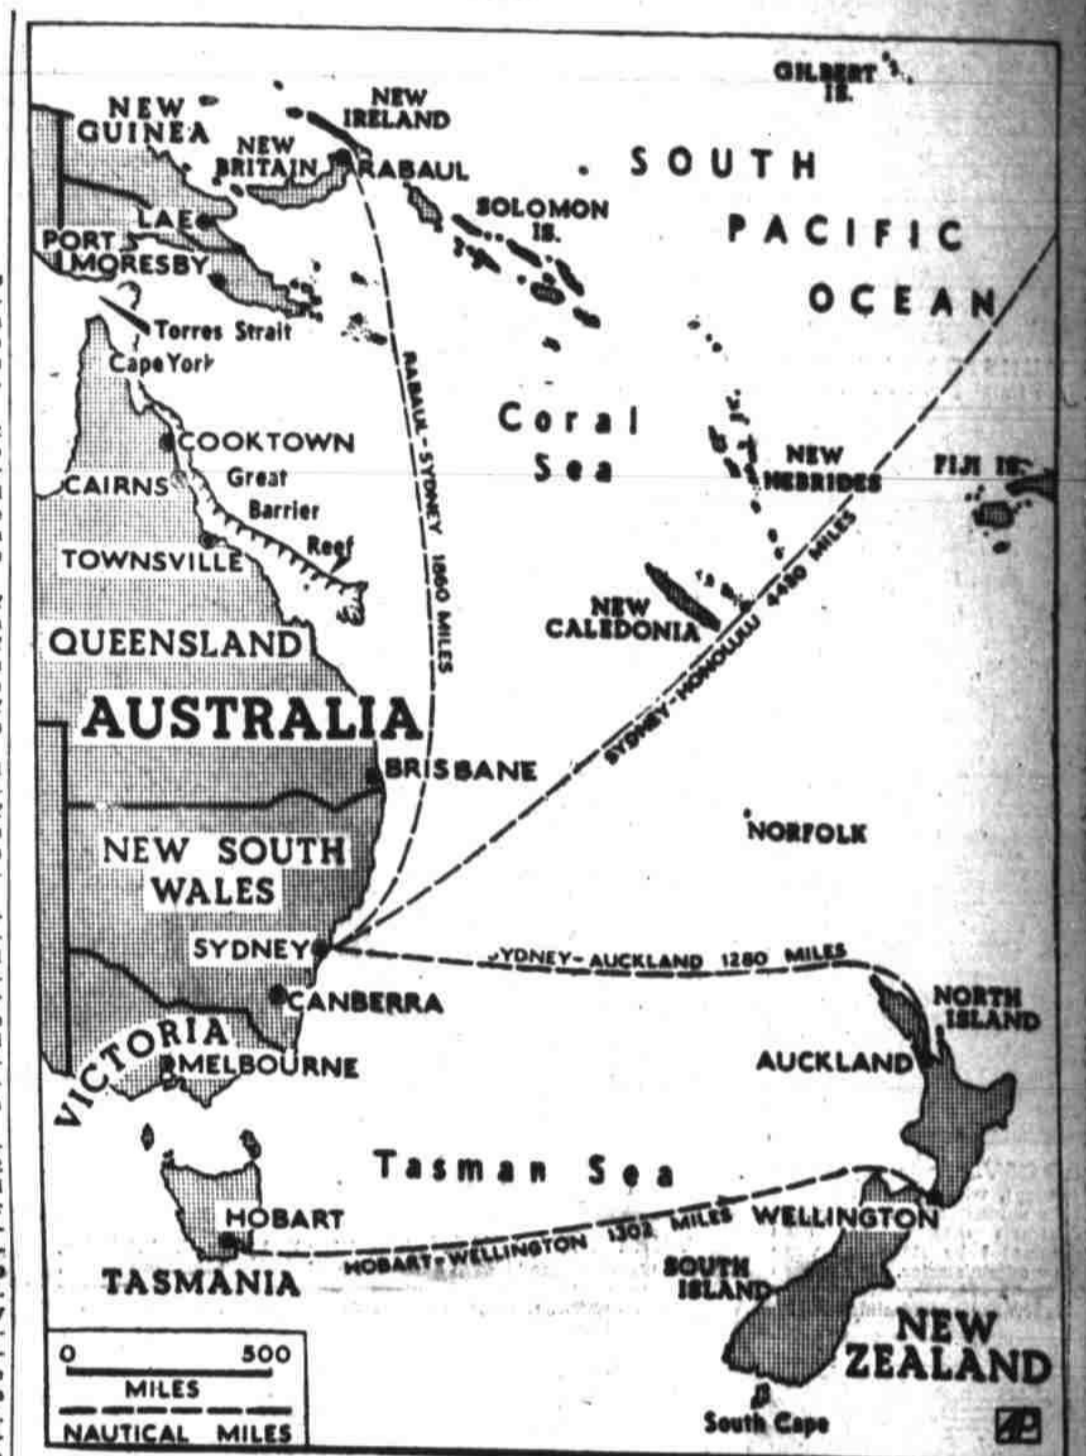 GILBERT
IS.
NEW
GUINEA
NEW
IRELAND
NEW
BRITAIN
RABAUL
SOUTH
PACIFIC
OCEAN
SOLOMON
IS.
LAE
PORT
MORESBY
Torres Strait
Cape York
RABAUL-SYDNEY 1860 MILES
Coral
Sea
COOKTOWN
CAIRNS
Great
Barrier
Reef
TOWNSVILLE
NEW
HEBRIDES
FIJI IS.
NEW
CALEDONIA
SYDNEY-HONOLULU 4420 MILES
QUEENSLAND
AUSTRALIA
BRISBANE
NORFOLK
NEW SOUTH
WALES
SYDNEY
SYDNEY-AUCKLAND 1280 MILES
CANBERRA
VICTORIA
MELBOURNE
NORTH
ISLAND
AUCKLAND
Tasman Sea
HOBART
TASMANIA
HOBART-WELLINGTON 1302 MILES
WELLINGTON
SOUTH
ISLAND
NEW
ZEALAND
South Cape
0 500
MILES
NAUTICAL MILES
AP